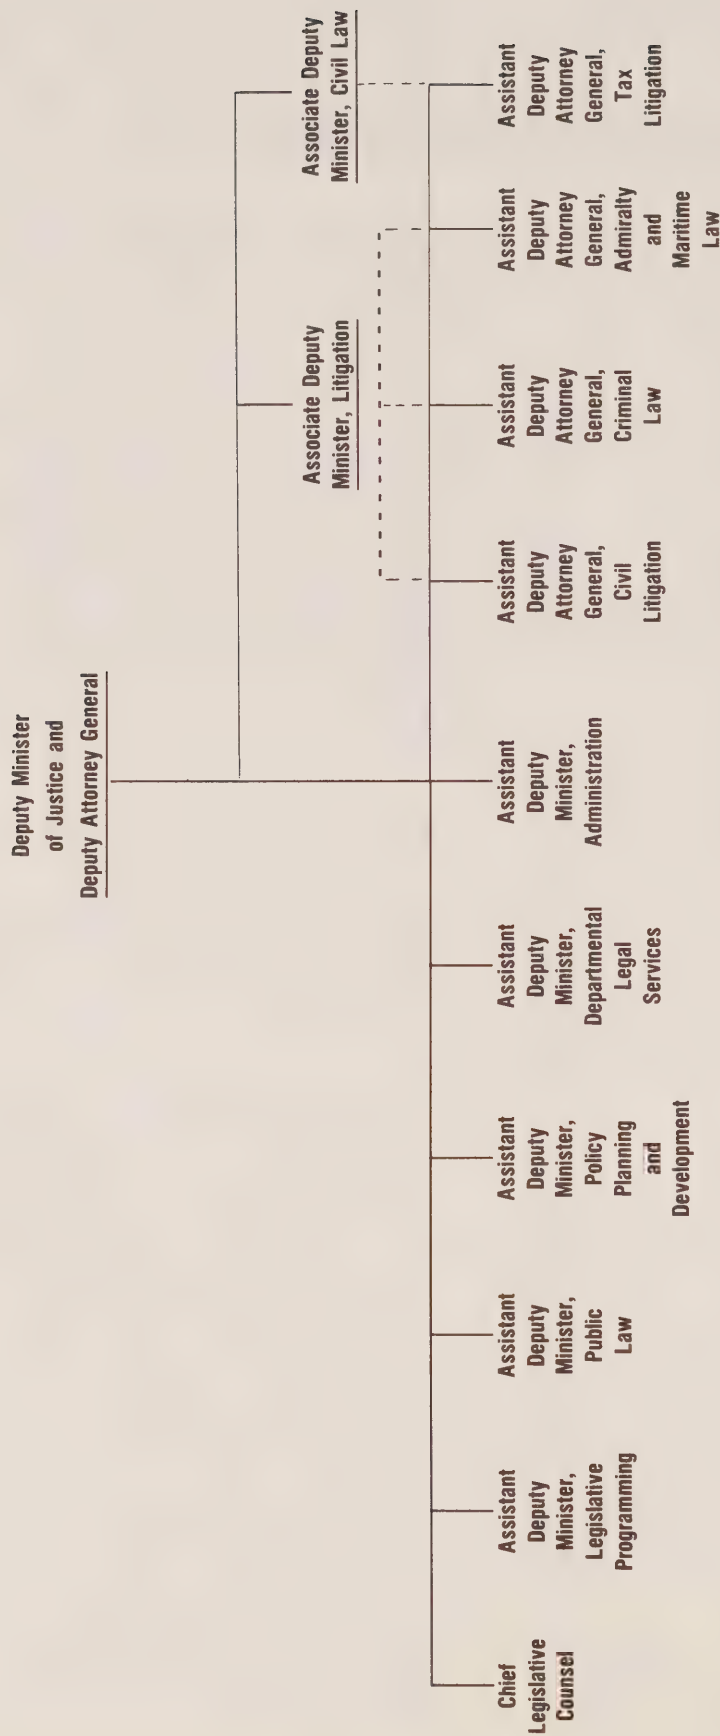 Deputy Minister
of Justice and
Deputy Attorney General
Associate Deputy
Minister, Litigation
Associate Deputy
Minister, Civil Law
Chief
Legislative
Counsel
Assistant
Deputy
Minister,
Legislative
Programming
Assistant
Deputy
Minister,
Public
Law
Assistant
Deputy
Minister,
Policy
Planning
and
Development
Assistant
Deputy
Minister,
Departmental
Legal
Services
Assistant
Deputy
Minister,
Administration
Assistant
Deputy
Attorney
General,
Civil
Litigation
Assistant
Deputy
Attorney
General,
Criminal
Law
Assistant
Deputy
Attorney
General,
Admiralty
and
Maritime
Law
Assistant
Deputy
Attorney
General,
Tax
Litigation